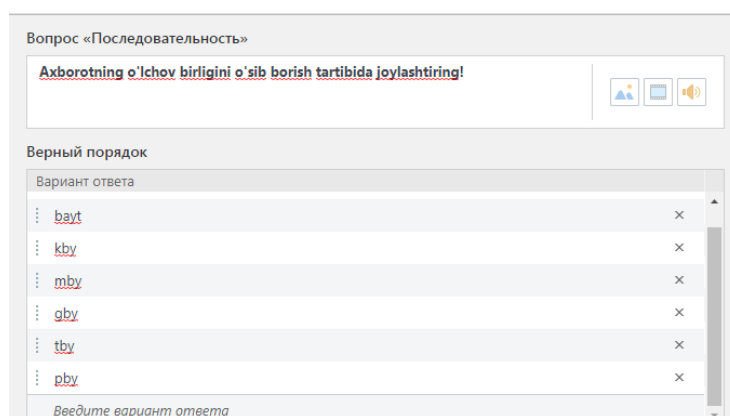 Вопрос «Последовательность»
Axborotning o'lchov birligini o'sib borish tartibida joylashtiring!
Верный порядок
Вариант ответа
bayt
kby
mby
gby
tby
pby
Введите вариант ответа